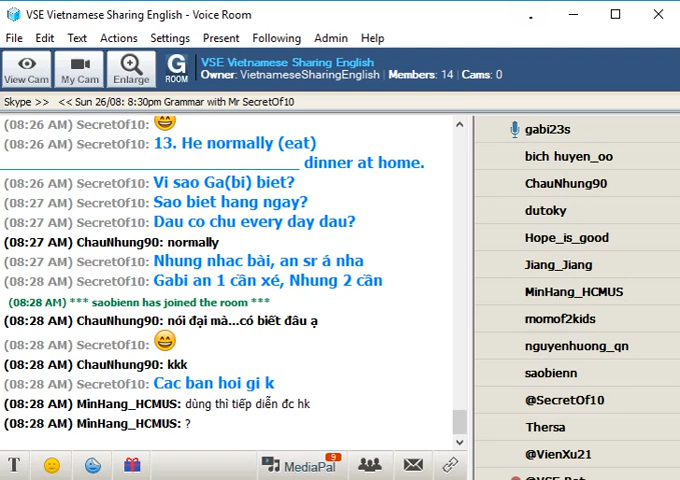 VSE Vietnamese Sharing English - Voice Room
File Edit Text Actions Settings Present Following Admin Help
View Cam
My Cam
Enlarge
G
ROOM
VSE Vietnamese Sharing English
Owner: VietnameseSharingEnglish | Members: 14 | Cams: 0
Skype >> << Sun 26/08: 8:30pm Grammar with Mr SecretOf10
(08:26 AM) SecretOf10:
(08:26 AM) SecretOf10: 13. He normally (eat)
______________________________ dinner at home.
(08:26 AM) SecretOf10: Vi sao Ga(bi) biet?
(08:27 AM) SecretOf10: Sao biet hang ngay?
(08:27 AM) SecretOf10: Dau co chu every day dau?
(08:27 AM) ChauNhung90: normally
(08:27 AM) SecretOf10: Nhung nhac bài, an sr á nha
(08:28 AM) SecretOf10: Gabi an 1 cần xé, Nhung 2 cần
(08:28 AM) *** saobienn has joined the room ***
(08:28 AM) ChauNhung90: nói đại mà...có biết đâu ạ
(08:28 AM) SecretOf10:
(08:28 AM) ChauNhung90: kkk
(08:28 AM) SecretOf10: Cac ban hoi gi k
(08:28 AM) MinHang_HCMUS: dùng thì tiếp diễn đc hk
(08:28 AM) MinHang_HCMUS: ?
T
MediaPal
9
gabi23s
bich huyen_oo
ChauNhung90
dutoky
Hope_is_good
Jiang_Jiang
MinHang_HCMUS
momof2kids
nguyenhuong_qn
saobienn
@SecretOf10
Thersa
@VienXu21
@VSE-Bot